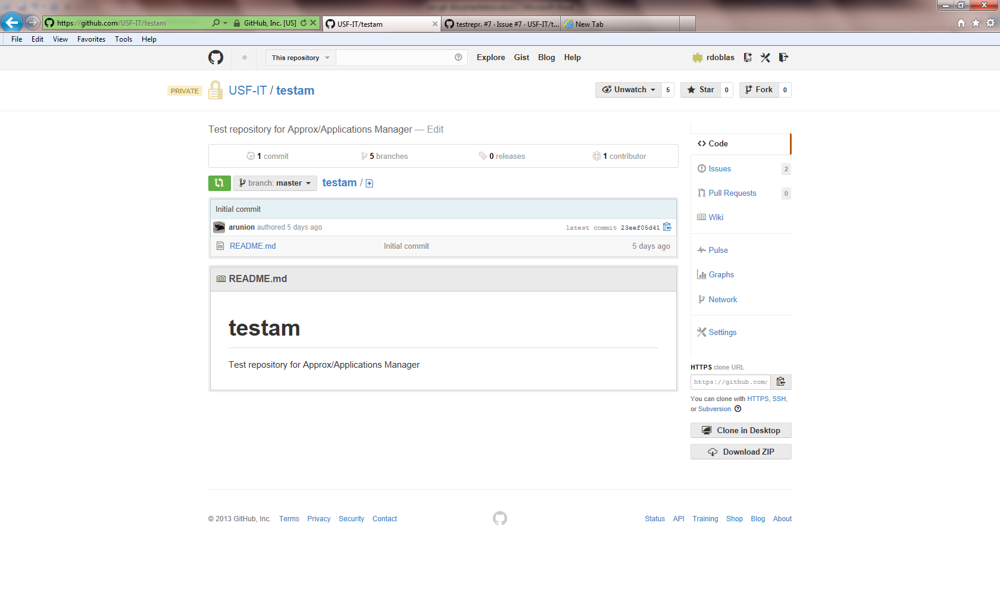 https://github.com/USF-IT/testam GitHub, Inc. [US] USF-IT/testam testrepr. #7 · Issue #7 · USF-IT/t... New Tab
File Edit View Favorites Tools Help
This repository Explore Gist Blog Help rdoblas
PRIVATE USF-IT / testam Unwatch 5 Star 0 Fork 0
Test repository for Approx/Applications Manager — Edit
1 commit 5 branches 0 releases 1 contributor
branch: master testam /
Initial commit
arunion authored 5 days ago latest commit 23eef05d41
README.md Initial commit 5 days ago
README.md
testam
Test repository for Approx/Applications Manager
Code
Issues 2
Pull Requests 0
Wiki
Pulse
Graphs
Network
Settings
HTTPS clone URL
https://github.com/
You can clone with HTTPS, SSH,
or Subversion.
Clone in Desktop
Download ZIP
© 2013 GitHub, Inc. Terms Privacy Security Contact Status API Training Shop Blog About